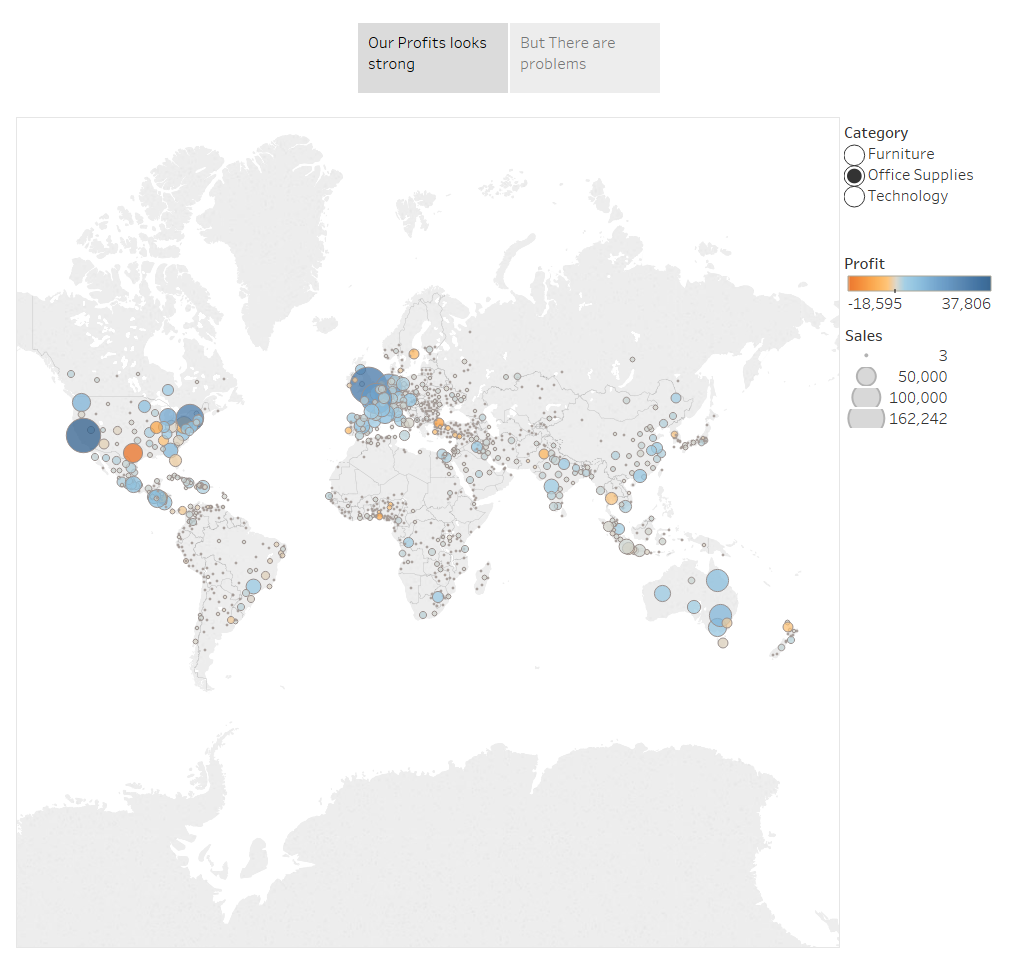 Our Profits looks
strong
But There are
problems
Category
Furniture
Office Supplies
Technology
Profit
-18,595 37,806
Sales
3
50,000
100,000
162,242